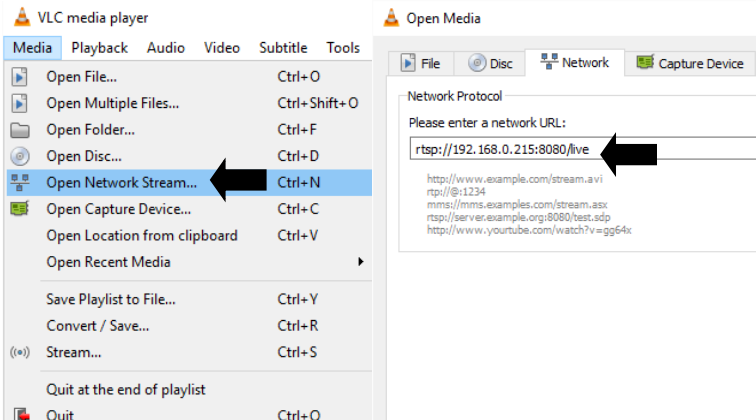 VLC media player
Media Playback Audio Video Subtitle Tools
Open File... Ctrl+O
Open Multiple Files... Ctrl+Shift+O
Open Folder... Ctrl+F
Open Disc... Ctrl+D
Open Network Stream... Ctrl+N
Open Capture Device... Ctrl+C
Open Location from clipboard Ctrl+V
Open Recent Media
Save Playlist to File... Ctrl+Y
Convert / Save... Ctrl+R
Stream... Ctrl+S
Quit at the end of playlist
Quit Ctrl+Q
Open Media
File Disc Network Capture Device
Network Protocol
Please enter a network URL:
rtsp://192.168.0.215:8080/live
http://www.example.com/stream.avi
rtp://@:1234
mms://mms.examples.com/stream.asx
rtsp://server.example.org:8080/test.sdp
http://www.yourtube.com/watch?v=gg64x